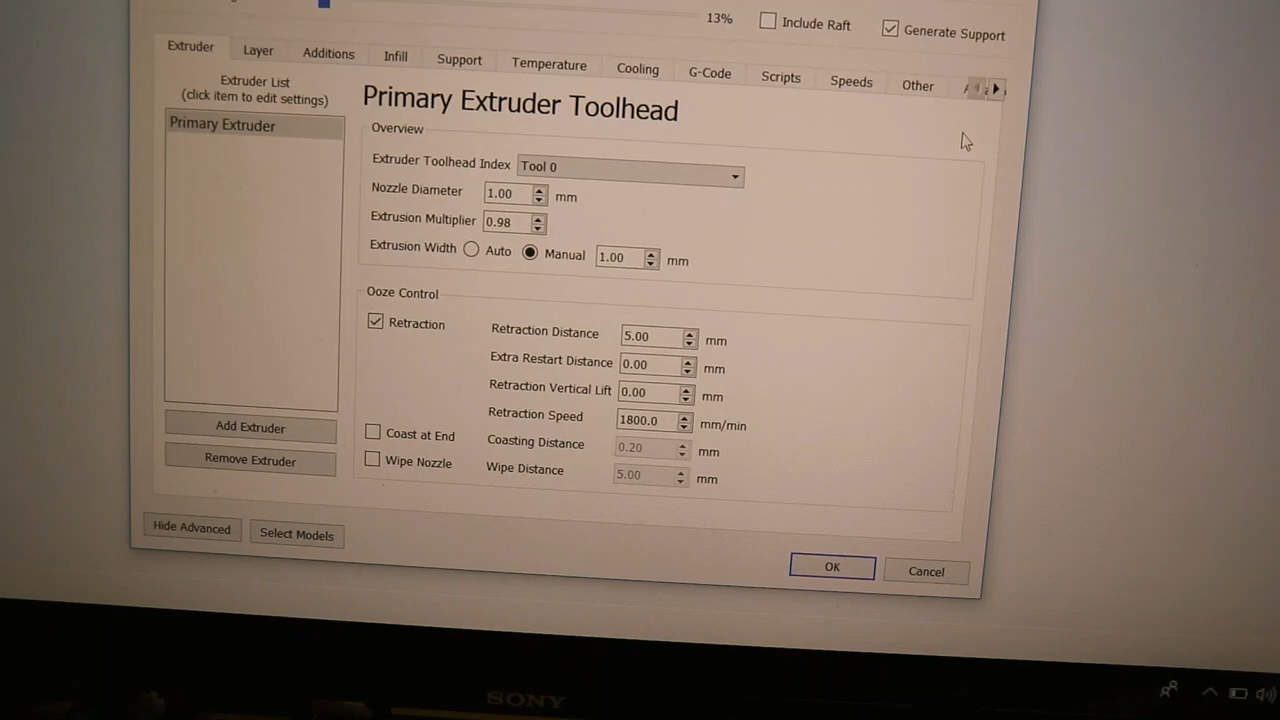 13% Include Raft Generate Support
Extruder Layer Additions Infill Support Temperature Cooling G-Code Scripts Speeds Other
Extruder List
(click item to edit settings)
Primary Extruder
Add Extruder
Remove Extruder
Primary Extruder Toolhead
Overview
Extruder Toolhead Index Tool 0
Nozzle Diameter 1.00 mm
Extrusion Multiplier 0.98
Extrusion Width Auto Manual 1.00 mm
Ooze Control
Retraction Retraction Distance 5.00 mm
Extra Restart Distance 0.00 mm
Retraction Vertical Lift 0.00 mm
Retraction Speed 1800.0 mm/min
Coast at End Coasting Distance 0.20 mm
Wipe Nozzle Wipe Distance 5.00 mm
Hide Advanced Select Models OK Cancel
SONY